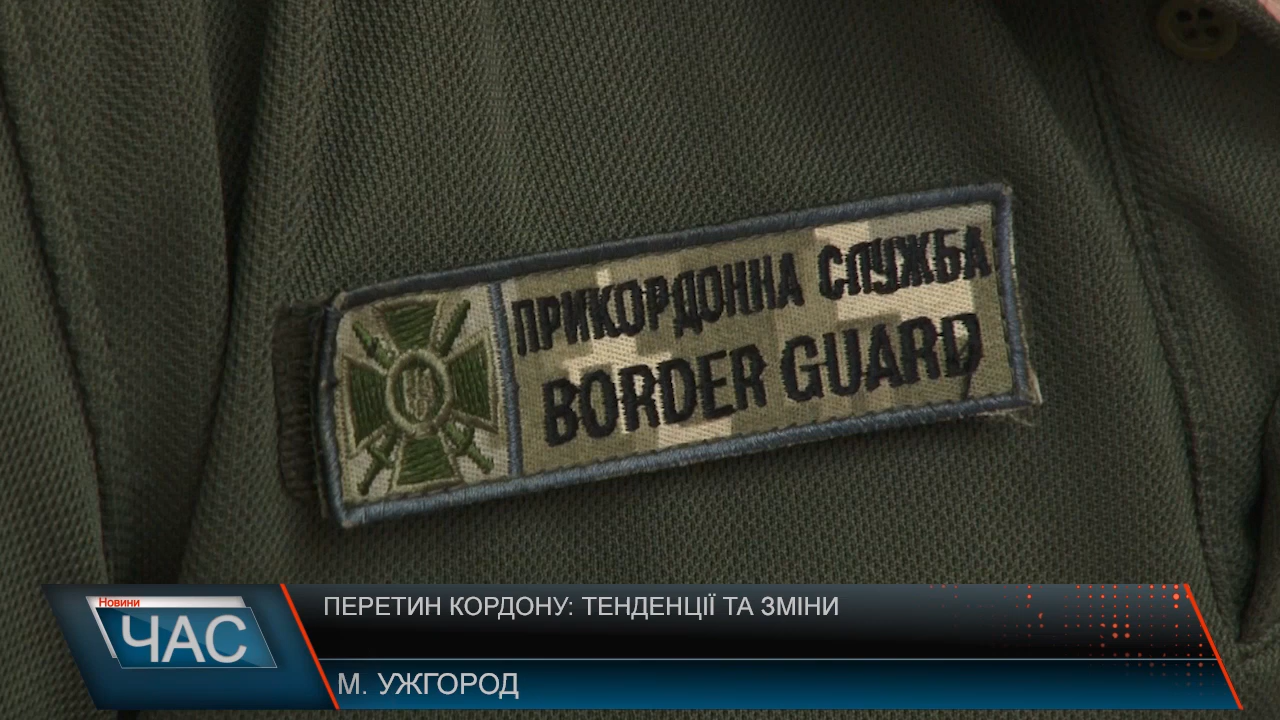 ПРИКОРДОННА СЛУЖБА
BORDER GUARD
Новини
ЧАС
ПЕРЕТИН КОРДОНУ: ТЕНДЕНЦІЇ ТА ЗМІНИ
М. УЖГОРОД